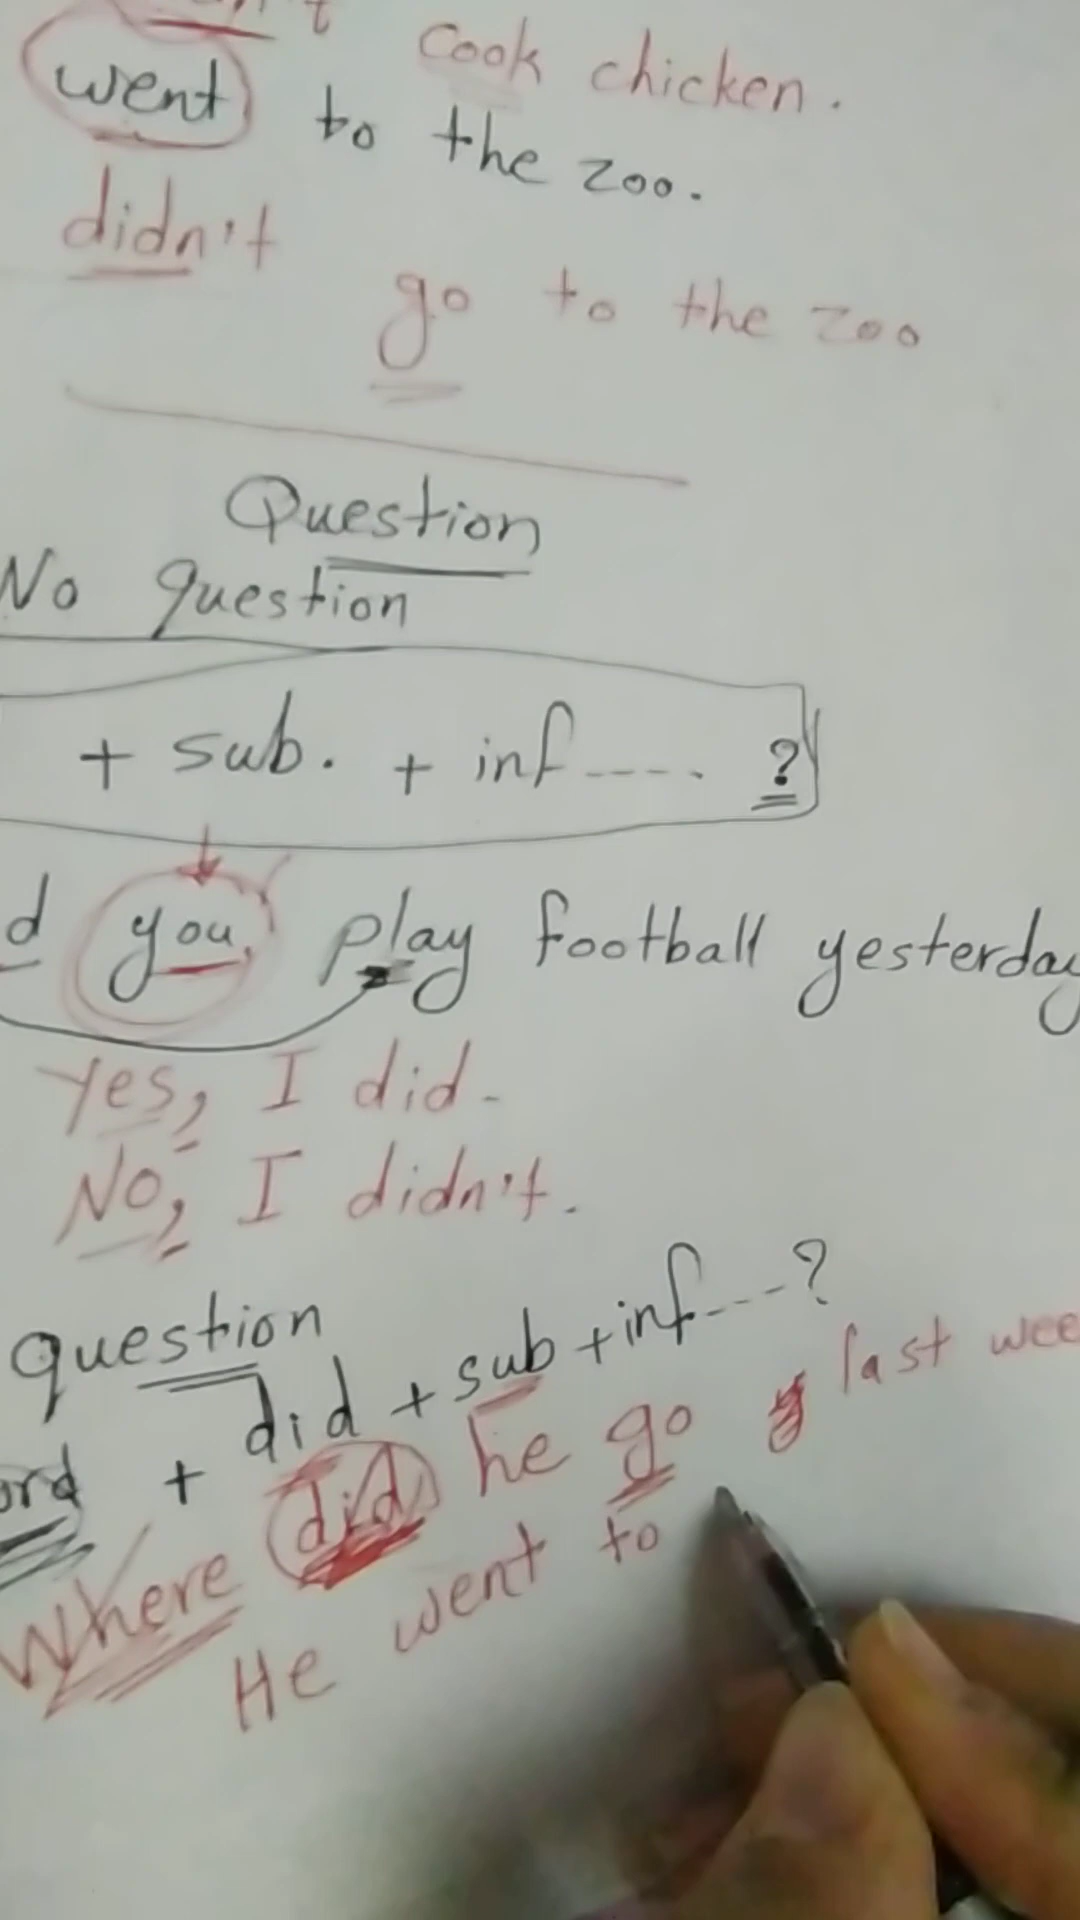 cook chicken.
went to the zoo.
didn't go to the zoo
Question
No question
+ sub. + inf ----. ?
d you play football yesterday
Yes, I did.
No, I didn't.
question
ord + did + sub + inf ---- ?
Where did he go last wee
He went to